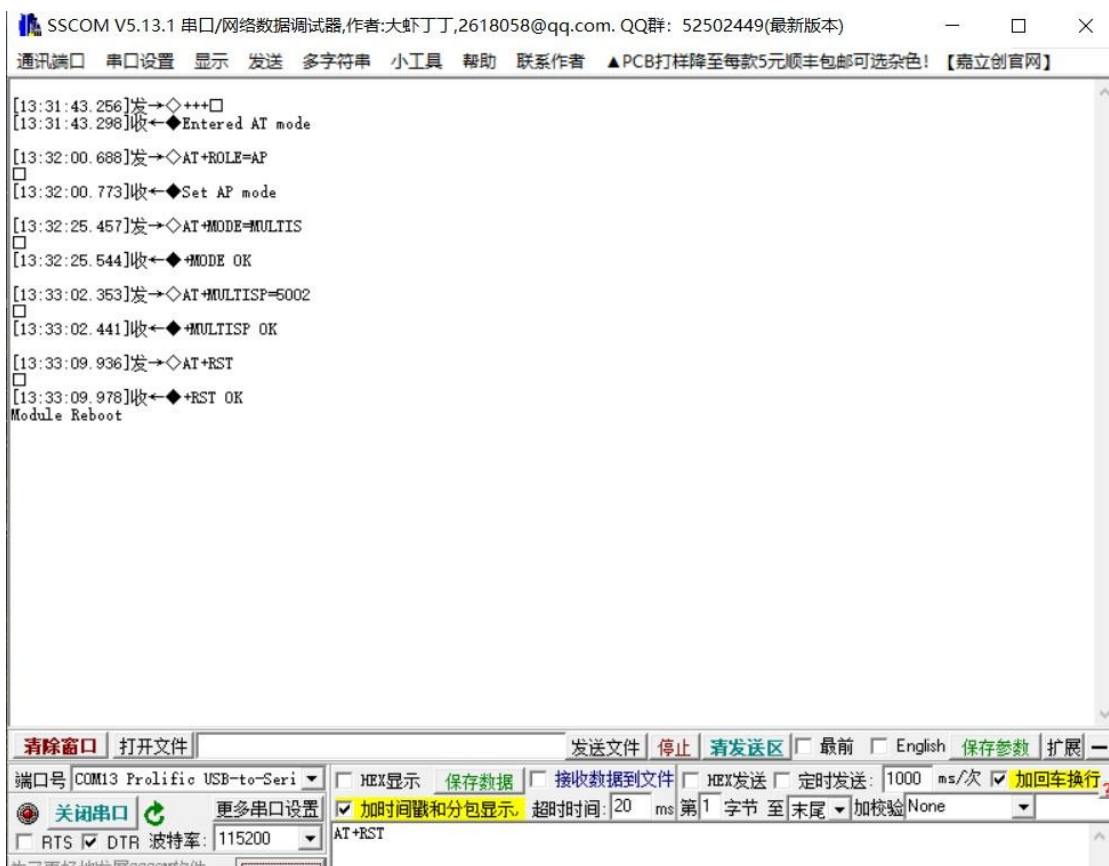 SSCOM V5.13.1 串口/网络数据调试器,作者:大虾丁丁,2618058@qq.com. QQ群: 52502449(最新版本)
通讯端口 串口设置 显示 发送 多字符串 小工具 帮助 联系作者 ▲PCB打样降至每款5元顺丰包邮可选杂色!【嘉立创官网】
[13:31:43.256]发→◇+++□
[13:31:43.298]收←◆Entered AT mode
[13:32:00.688]发→◇AT+ROLE=AP
□
[13:32:00.773]收←◆Set AP mode
[13:32:25.457]发→◇AT+MODE=MULTIS
□
[13:32:25.544]收←◆+MODE OK
[13:33:02.353]发→◇AT+MULTISP=5002
□
[13:33:02.441]收←◆+MULTISP OK
[13:33:09.936]发→◇AT+RST
□
[13:33:09.978]收←◆+RST OK
Module Reboot
清除窗口 打开文件 发送文件 停止 清发送区 最前 English 保存参数 扩展 —
端口号 COM13 Prolific USB-to-Seri HEX显示 保存数据 接收数据到文件 HEX发送 定时发送: 1000 ms/次 加回车换行
关闭串口 更多串口设置 加时间戳和分包显示, 超时时间: 20 ms 第1 字节 至 末尾 加校验 None
RTS DTR 波特率: 115200 AT+RST